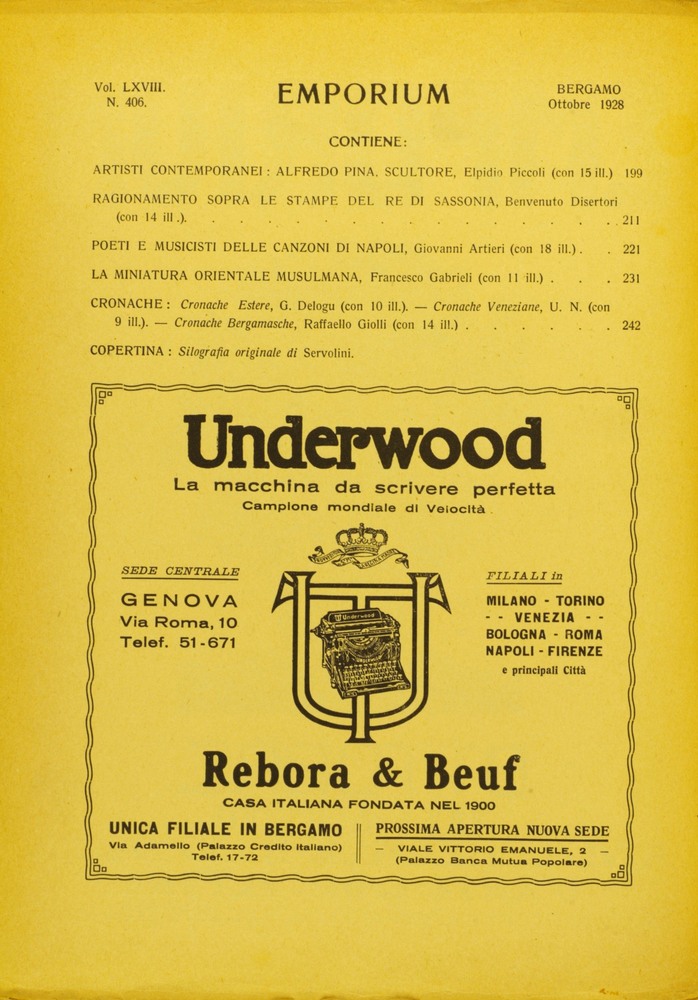 Vol. LXVIII.
N. 406.
EMPORIUM
BERGAMO
Ottobre 1928
CONTIENE:
ARTISTI CONTEMPORANEI: ALFREDO PINA, SCULTORE, Elpidio Piccoli (con 15 ill.) 199
RAGIONAMENTO SOPRA LE STAMPE DEL RE DI SASSONIA, Benvenuto Disertori
(con 14 ill.). . . . . . . . . . . . . . . . 211
POETI E MUSICISTI DELLE CANZONI DI NAPOLI, Giovanni Artieri (con 18 ill.). . 221
LA MINIATURA ORIENTALE MUSULMANA, Francesco Gabrieli (con 11 ill.) . . . 231
CRONACHE: Cronache Estere, G. Delogu (con 10 ill.). — Cronache Veneziane, U. N. (con
9 ill.). — Cronache Bergamasche, Raffaello Giolli (con 14 ill.) . . . . . . 242
COPERTINA: Silografia originale di Servolini.
Underwood
La macchina da scrivere perfetta
Campione mondiale di Velocità
SEDE CENTRALE
GENOVA
Via Roma, 10
Telef. 51-671
Underwood
FILIALI in
MILANO - TORINO
- - VENEZIA - -
BOLOGNA - ROMA
NAPOLI - FIRENZE
e principali Città
Rebora & Beuf
CASA ITALIANA FONDATA NEL 1900
UNICA FILIALE IN BERGAMO
Via Adamello (Palazzo Credito Italiano)
Telef. 17-72
PROSSIMA APERTURA NUOVA SEDE
— VIALE VITTORIO EMANUELE, 2 —
(Palazzo Banca Mutua Popolare)